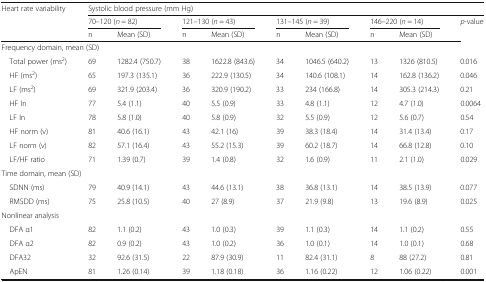 Heart rate variability Systolic blood pressure (mm Hg)
70–120 (n = 82) 121–130 (n = 43) 131–145 (n = 39) 146–220 (n = 14) p-value
n Mean (SD) n Mean (SD) n Mean (SD) n Mean (SD)
Frequency domain, mean (SD)
Total power (ms2) 69 1282.4 (750.7) 38 1622.8 (843.6) 34 1046.5 (640.2) 13 1326 (810.5) 0.016
HF (ms2) 65 197.3 (135.1) 36 222.9 (130.5) 34 140.6 (108.1) 14 162.8 (136.2) 0.046
LF (ms2) 69 321.9 (203.4) 36 320.9 (190.2) 33 234 (166.8) 14 305.3 (214.3) 0.21
HF ln 77 5.4 (1.1) 40 5.5 (0.9) 33 4.8 (1.1) 12 4.7 (1.0) 0.0064
LF ln 78 5.8 (1.0) 40 5.8 (0.9) 32 5.5 (0.9) 12 5.6 (0.7) 0.54
HF norm (v) 81 40.6 (16.1) 43 42.1 (16) 39 38.3 (18.4) 14 31.4 (13.4) 0.17
LF norm (v) 82 57.1 (16.4) 43 55.2 (15.3) 39 60.2 (18.7) 14 66.8 (12.8) 0.10
LF/HF ratio 71 1.39 (0.7) 39 1.4 (0.8) 32 1.6 (0.9) 11 2.1 (1.0) 0.029
Time domain, mean (SD)
SDNN (ms) 79 40.9 (14.1) 43 44.6 (13.1) 38 36.8 (13.1) 14 38.5 (13.9) 0.077
RMSDD (ms) 75 25.8 (10.5) 40 27 (8.9) 37 21.9 (9.8) 13 19.6 (8.9) 0.025
Nonlinear analysis
DFA α1 82 1.1 (0.2) 43 1.0 (0.3) 39 1.1 (0.3) 14 1.1 (0.2) 0.55
DFA α2 82 0.9 (0.2) 43 1.0 (0.2) 36 1.0 (0.1) 14 1.0 (0.1) 0.68
DFA32 32 92.6 (31.5) 22 87.9 (30.9) 11 82.4 (31.1) 8 88 (27.2) 0.81
ApEN 81 1.26 (0.14) 39 1.18 (0.18) 36 1.16 (0.22) 12 1.06 (0.22) 0.001